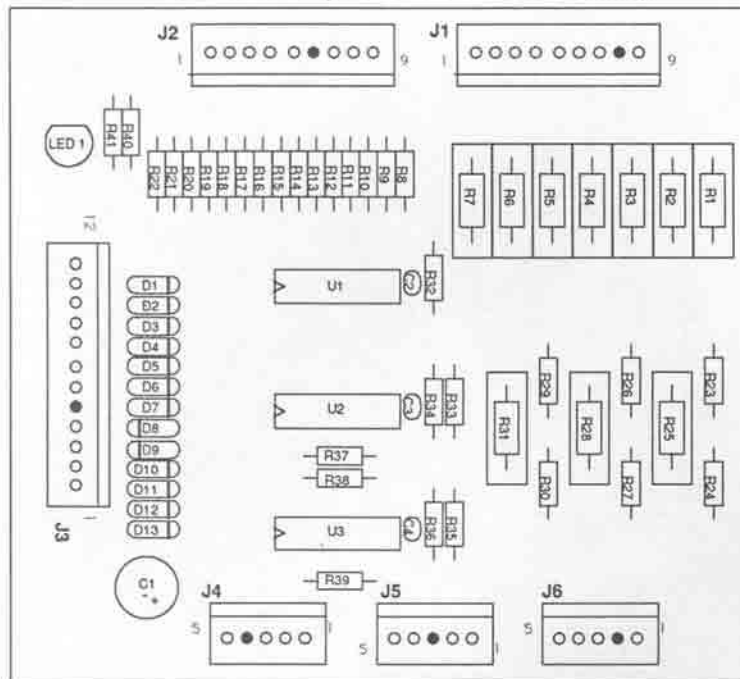 J2
J1
1
9
1
9
LED 1
R41
R40
R22
R21
R20
R19
R18
R17
R16
R15
R14
R13
R12
R11
R10
R9
R8
R7
R6
R5
R4
R3
R2
R1
12
U1
C2
R32
D1
D2
D3
D4
D5
D6
D7
D8
D9
D10
D11
D12
D13
U2
C3
R34
R33
R31
R29
R30
R28
R26
R27
R25
R23
R24
R37
R38
U3
C4
R36
R35
1
J3
C1
- +
R39
J4
J5
J6
5
1
5
1
5
1